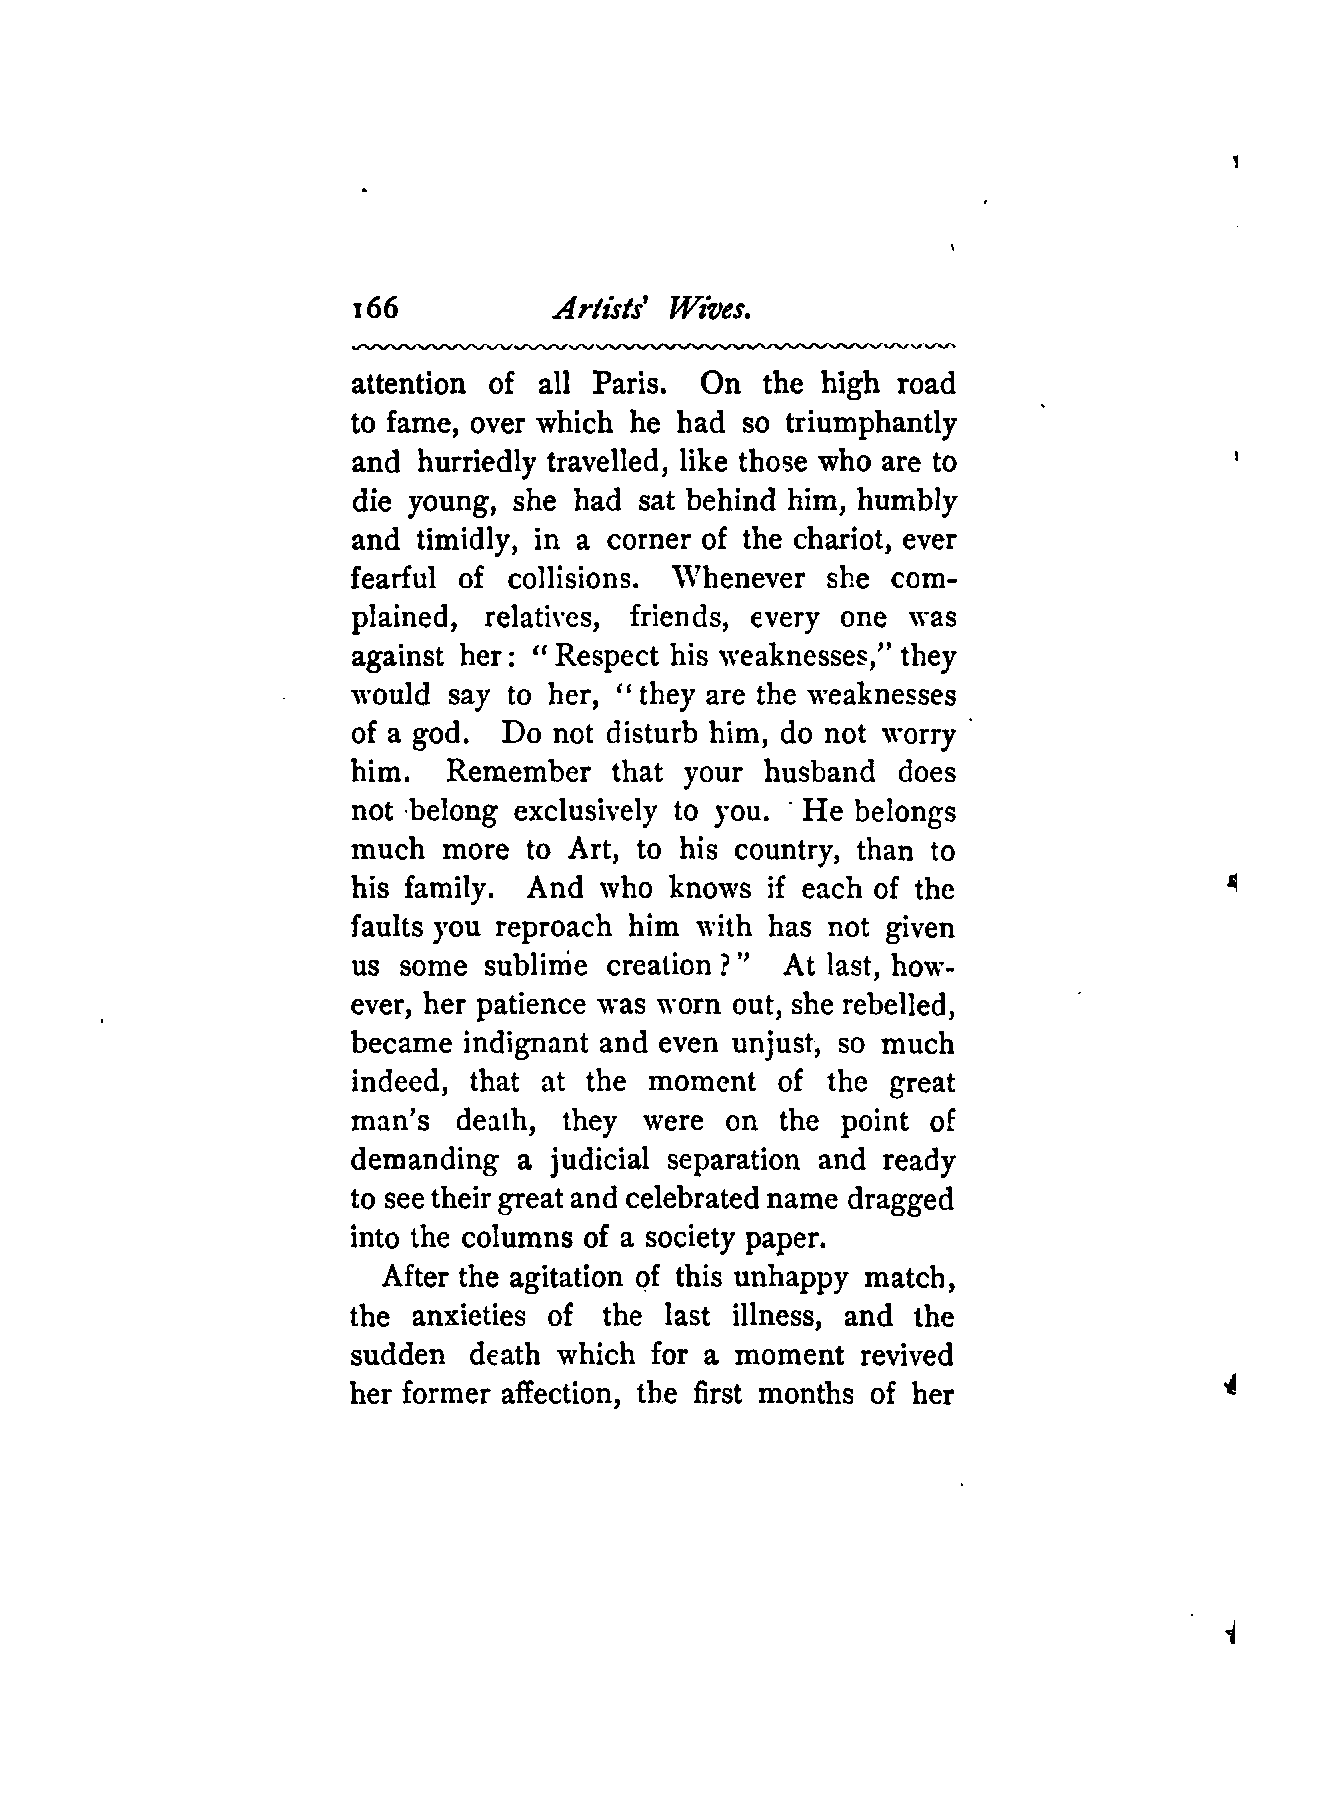 166 Artists' Wives.
attention of all Paris. On the high road
to fame, over which he had so triumphantly
and hurriedly travelled, like those who are to
die young, she had sat behind him, humbly
and timidly, in a corner of the chariot, ever
fearful of collisions. Whenever she com-
plained, relatives, friends, every one was
against her: "Respect his weaknesses," they
would say to her, "they are the weaknesses
of a god. Do not disturb him, do not worry
him. Remember that your husband does
not belong exclusively to you. He belongs
much more to Art, to his country, than to
his family. And who knows if each of the
faults you reproach him with has not given
us some sublime creation?" At last, how-
ever, her patience was worn out, she rebelled,
became indignant and even unjust, so much
indeed, that at the moment of the great
man's death, they were on the point of
demanding a judicial separation and ready
to see their great and celebrated name dragged
into the columns of a society paper.
After the agitation of this unhappy match,
the anxieties of the last illness, and the
sudden death which for a moment revived
her former affection, the first months of her